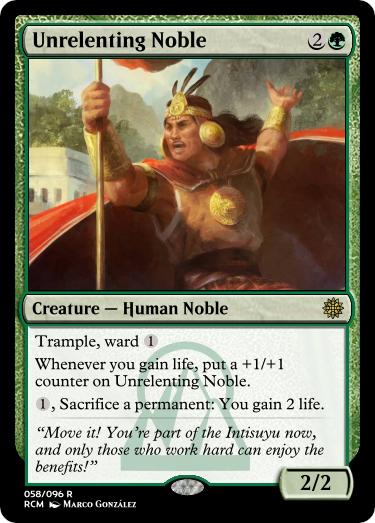 Unrelenting Noble 2
Creature — Human Noble
Trample, ward 1
Whenever you gain life, put a +1/+1
counter on Unrelenting Noble.
1, Sacrifice a permanent: You gain 2 life.
“Move it! You’re part of the Intisuyu now,
and only those who work hard can enjoy the
benefits!”
2/2
058/096 R
RCM Marco González